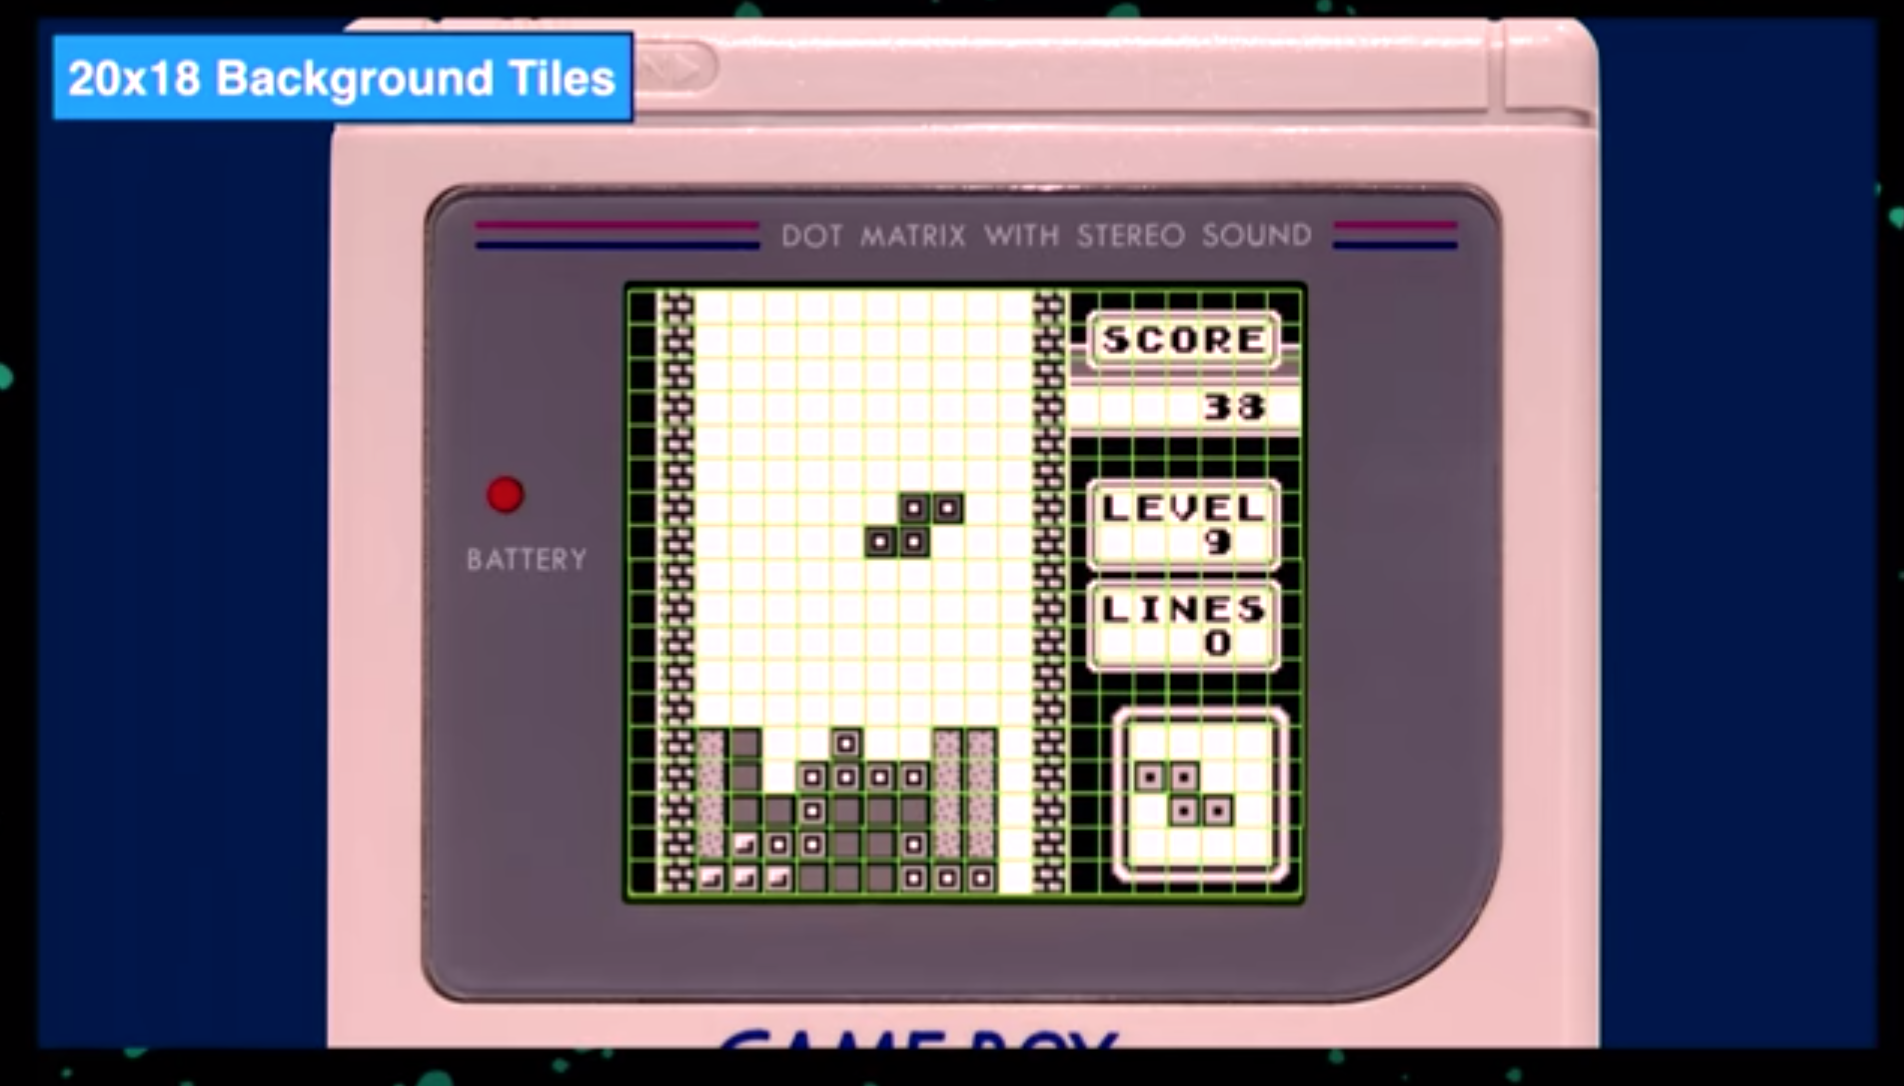 20x18 Background Tiles
DOT MATRIX WITH STEREO SOUND
SCORE
38
LEVEL
9
BATTERY
LINES
0
GAME BOY